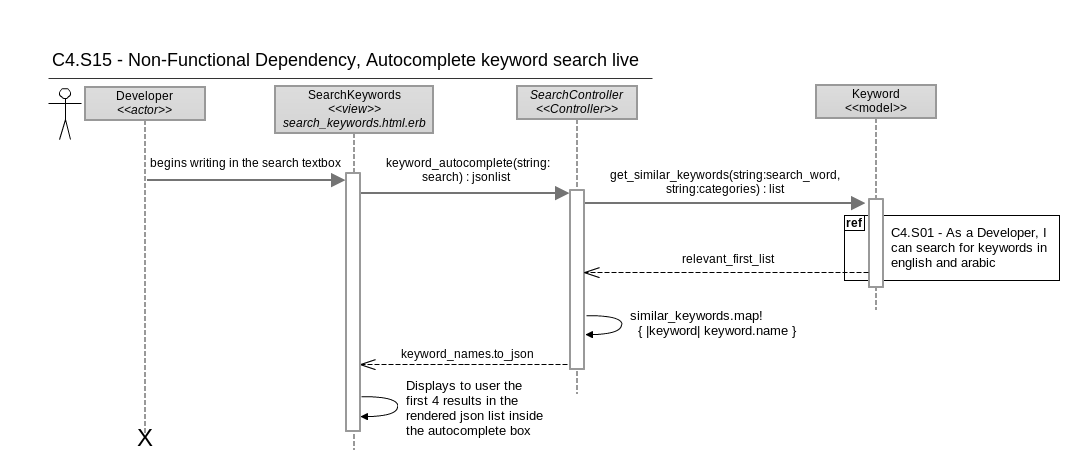 C4.S15 - Non-Functional Dependency, Autocomplete keyword search live
Developer
<<actor>>
SearchKeywords
<<view>>
search_keywords.html.erb
SearchController
<<Controller>>
Keyword
<<model>>
begins writing in the search textbox
keyword_autocomplete(string:
search) : jsonlist
get_similar_keywords(string:search_word,
string:categories) : list
ref
C4.S01 - As a Developer, I
can search for keywords in
english and arabic
relevant_first_list
similar_keywords.map!
{ |keyword| keyword.name }
keyword_names.to_json
Displays to user the
first 4 results in the
rendered json list inside
the autocomplete box
X